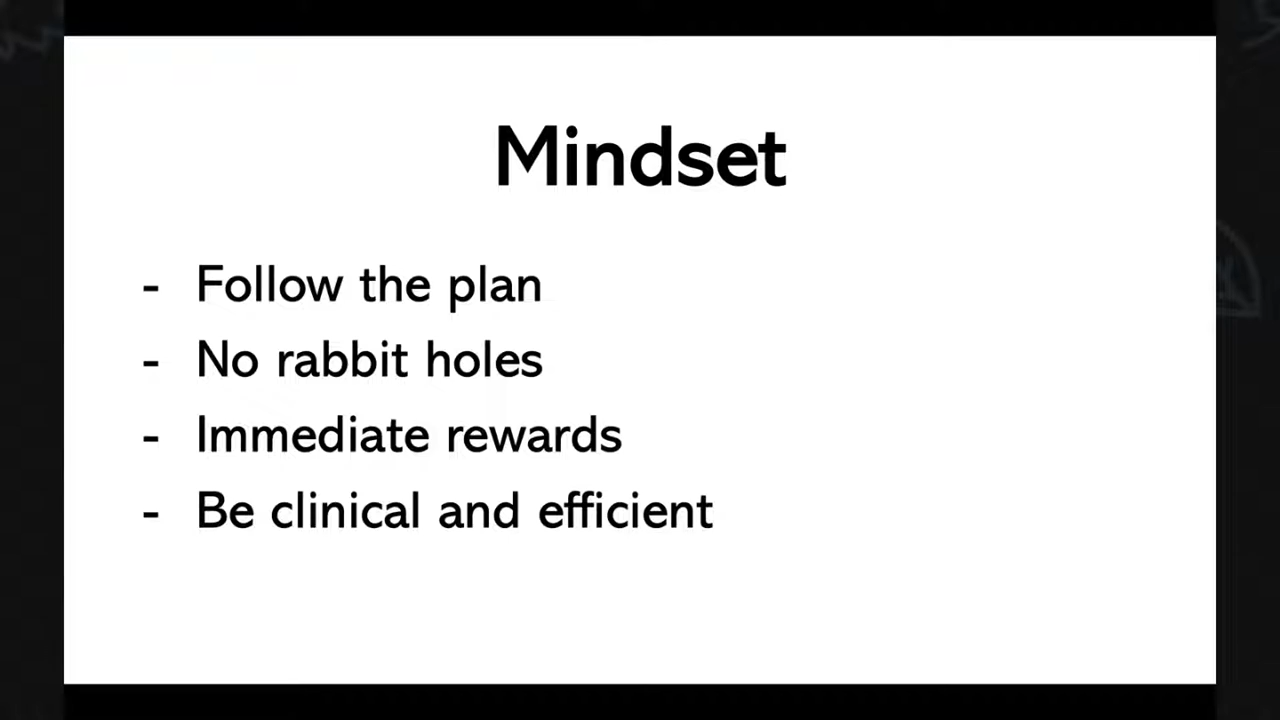 Mindset
- Follow the plan
- No rabbit holes
- Immediate rewards
- Be clinical and efficient